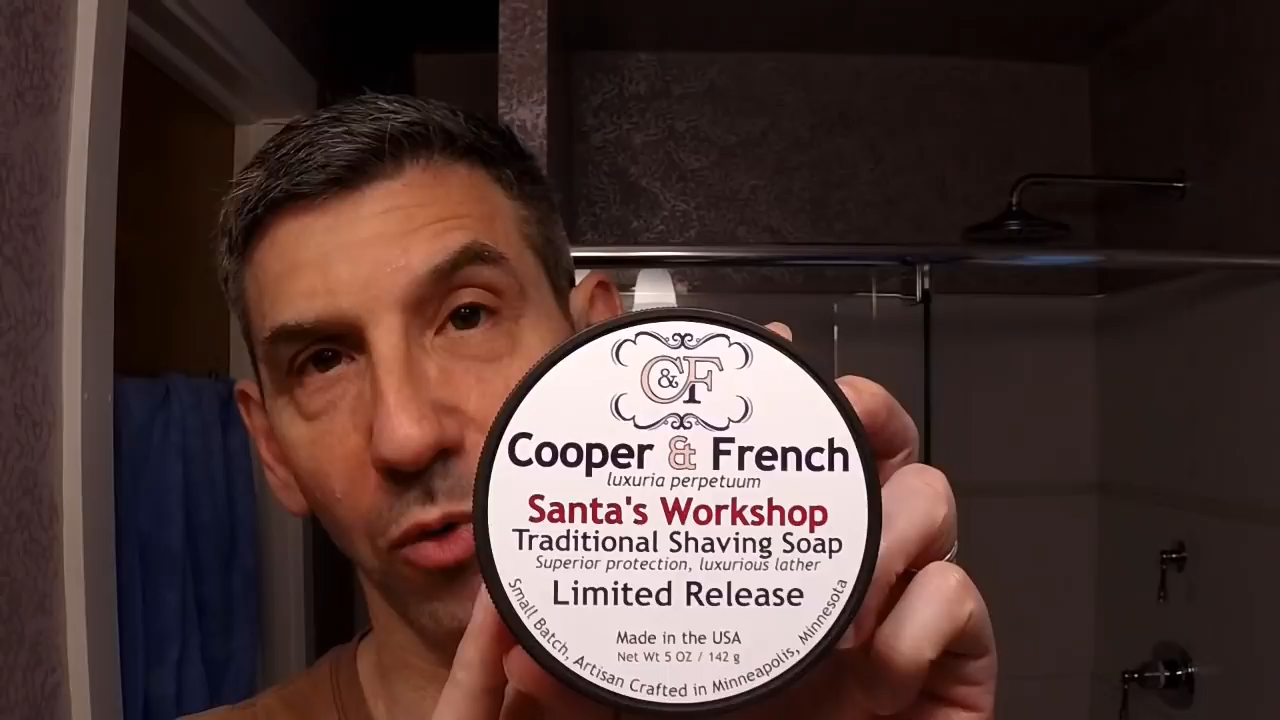 C&F
Cooper & French
luxuria perpetuum
Santa's Workshop
Traditional Shaving Soap
Superior protection, luxurious lather
Limited Release
Made in the USA
Net Wt 5 OZ / 142 g
Small Batch, Artisan Crafted in Minneapolis, Minnesota